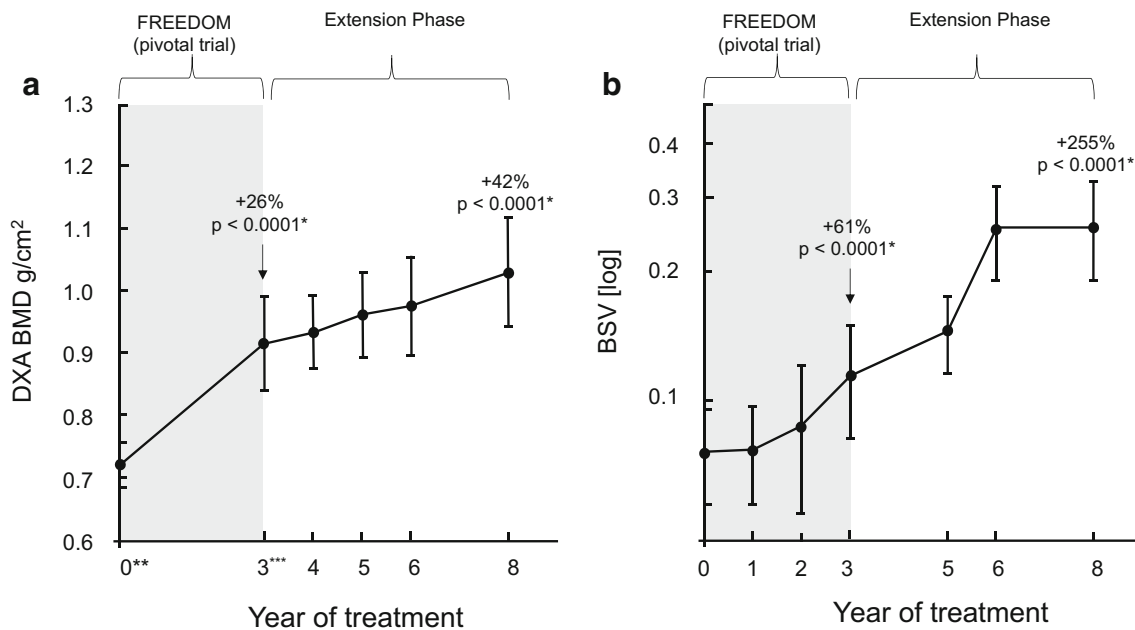 FREEDOM
(pivotal trial)
Extension Phase
a
1.3
1.2
1.1
1.0
0.9
0.8
0.7
0.6
DXA BMD g/cm²
+26%
p < 0.0001*
+42%
p < 0.0001*
0** 3*** 4 5 6 8
Year of treatment
FREEDOM
(pivotal trial)
Extension Phase
b
0.4
0.3
0.2
0.1
BSV [log]
+61%
p < 0.0001*
+255%
p < 0.0001*
0 1 2 3 5 6 8
Year of treatment